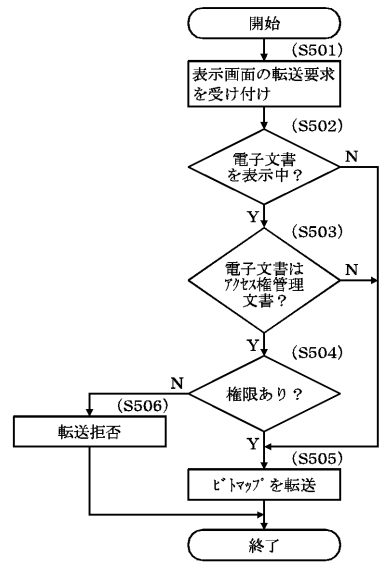 開始
(S501)
表示画面の転送要求
を受け付け
(S502)
電子文書
を表示中？
N
Y
(S503)
電子文書は
ｱｸｾｽ権管理
文書？
N
Y
(S504)
権限あり？
N
Y
(S506)
転送拒否
(S505)
ﾋﾞﾄﾏｯﾌﾟを転送
終了